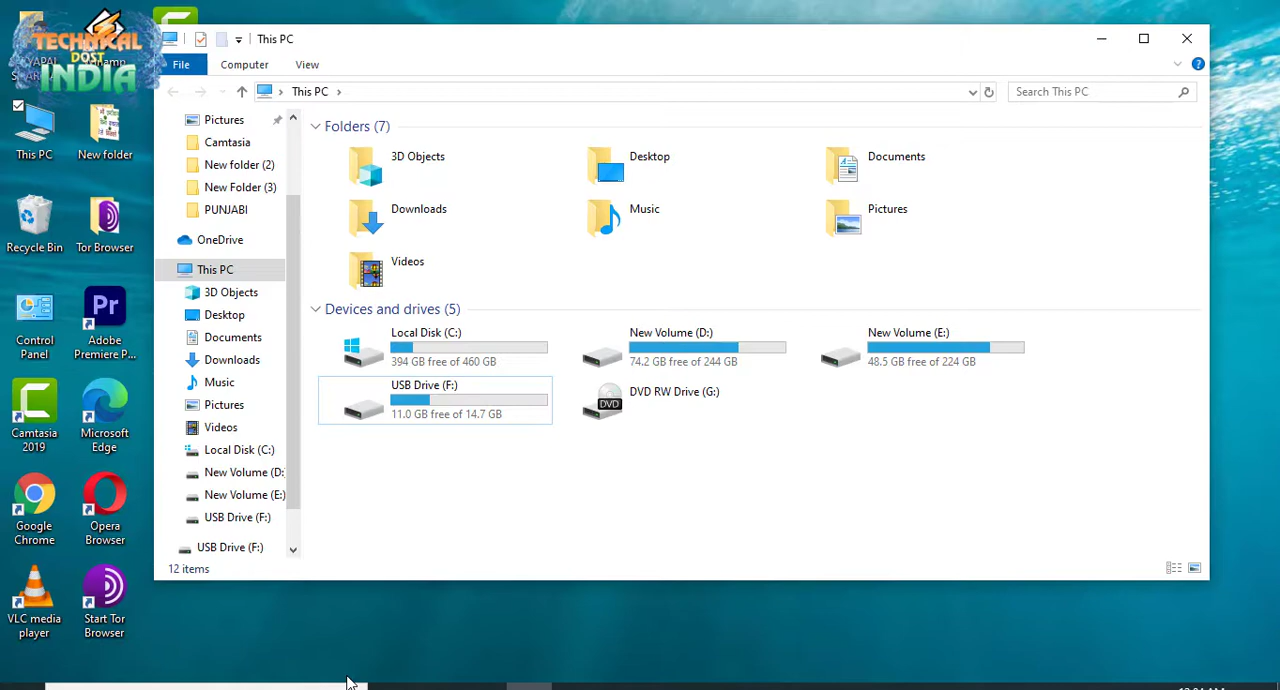 TECHNICAL
DOST
INDIA
This PC
File
Computer
View
This PC
Search This PC
Pictures
Camtasia
New folder (2)
New Folder (3)
PUNJABI
OneDrive
This PC
3D Objects
Desktop
Documents
Downloads
Music
Pictures
Videos
Local Disk (C:)
New Volume (D:
New Volume (E:)
USB Drive (F:)
USB Drive (F:)
Folders (7)
3D Objects
Desktop
Documents
Downloads
Music
Pictures
Videos
Devices and drives (5)
Local Disk (C:)
394 GB free of 460 GB
New Volume (D:)
74.2 GB free of 244 GB
New Volume (E:)
48.5 GB free of 224 GB
USB Drive (F:)
11.0 GB free of 14.7 GB
DVD RW Drive (G:)
DVD
12 items
This PC
New folder
Recycle Bin
Tor Browser
Control
Panel
Pr
Adobe
Premiere P...
Camtasia
2019
Microsoft
Edge
Google
Chrome
Opera
Browser
VLC media
player
Start Tor
Browser